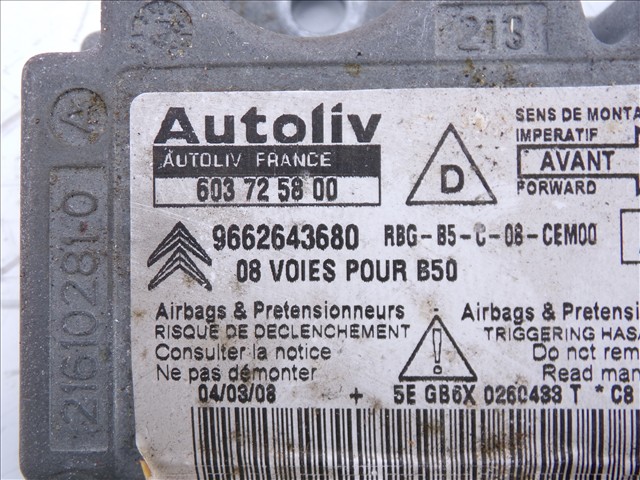 213
A
21610281-0
Autoliv
AUTOLIV FRANCE
603 72 58 00
D
SENS DE MONTA
IMPERATIF
AVANT
FORWARD
9662643680 RBG-B5-C-08-CEM00
08 VOIES POUR B50
Airbags & Pretensionneurs
RISQUE DE DECLENCHEMENT
Consulter la notice
Ne pas démonter
!
Airbags & Pretensi
TRIGGERING HASA
Do not rem
Read man
04/03/08 + 5E GB6X 0260483 T *C8